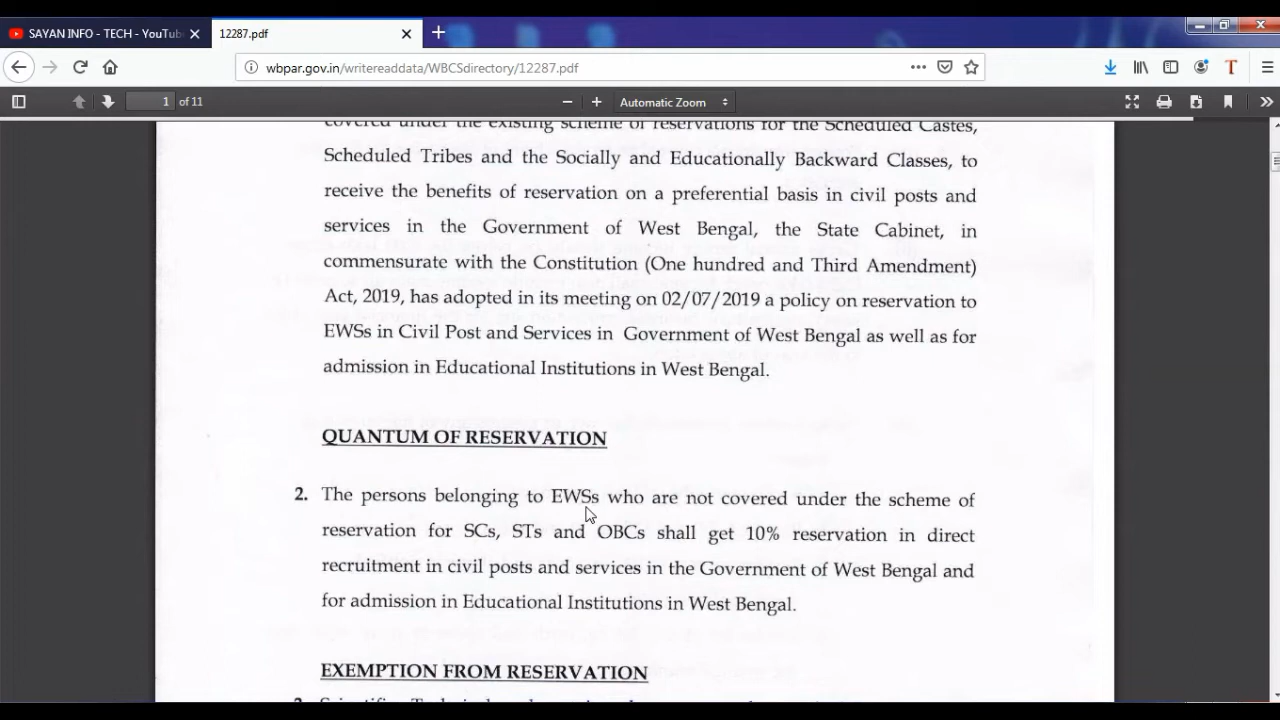 SAYAN INFO - TECH - YouTub
12287.pdf
wbpar.gov.in/writereaddata/WBCSdirectory/12287.pdf
1 of 11
Automatic Zoom
covered under the existing scheme of reservations for the Scheduled Castes,
Scheduled Tribes and the Socially and Educationally Backward Classes, to
receive the benefits of reservation on a preferential basis in civil posts and
services in the Government of West Bengal, the State Cabinet, in
commensurate with the Constitution (One hundred and Third Amendment)
Act, 2019, has adopted in its meeting on 02/07/2019 a policy on reservation to
EWSs in Civil Post and Services in Government of West Bengal as well as for
admission in Educational Institutions in West Bengal.
QUANTUM OF RESERVATION
2. The persons belonging to EWSs who are not covered under the scheme of
reservation for SCs, STs and OBCs shall get 10% reservation in direct
recruitment in civil posts and services in the Government of West Bengal and
for admission in Educational Institutions in West Bengal.
EXEMPTION FROM RESERVATION